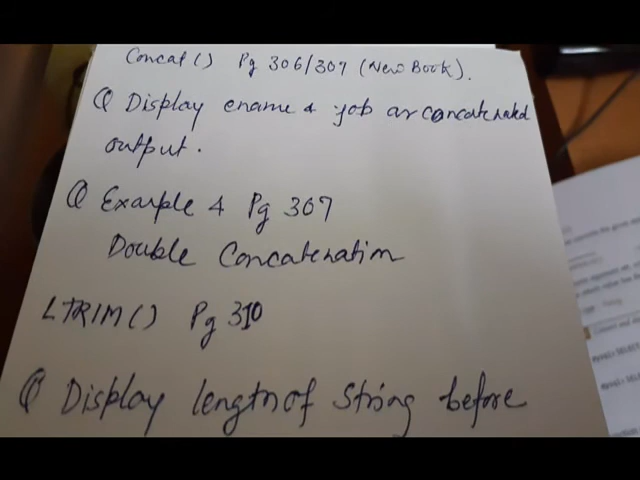 Concat() Pg 306/307 (New Book).
Q Display ename & job as concatenated
output.
Q Example 4 Pg 307
Double Concatenation
LTRIM() Pg 310
Q Display length of string before